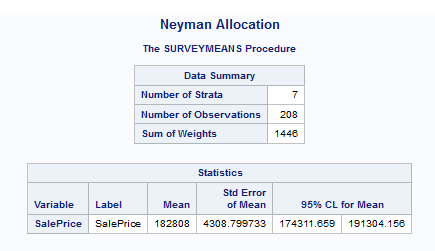 Neyman Allocation
The SURVEYMEANS Procedure
Data Summary
Number of Strata 7
Number of Observations 208
Sum of Weights 1446
Statistics
Variable Label Mean Std Error of Mean 95% CL for Mean
SalePrice SalePrice 182808 4308.799733 174311.659 191304.156